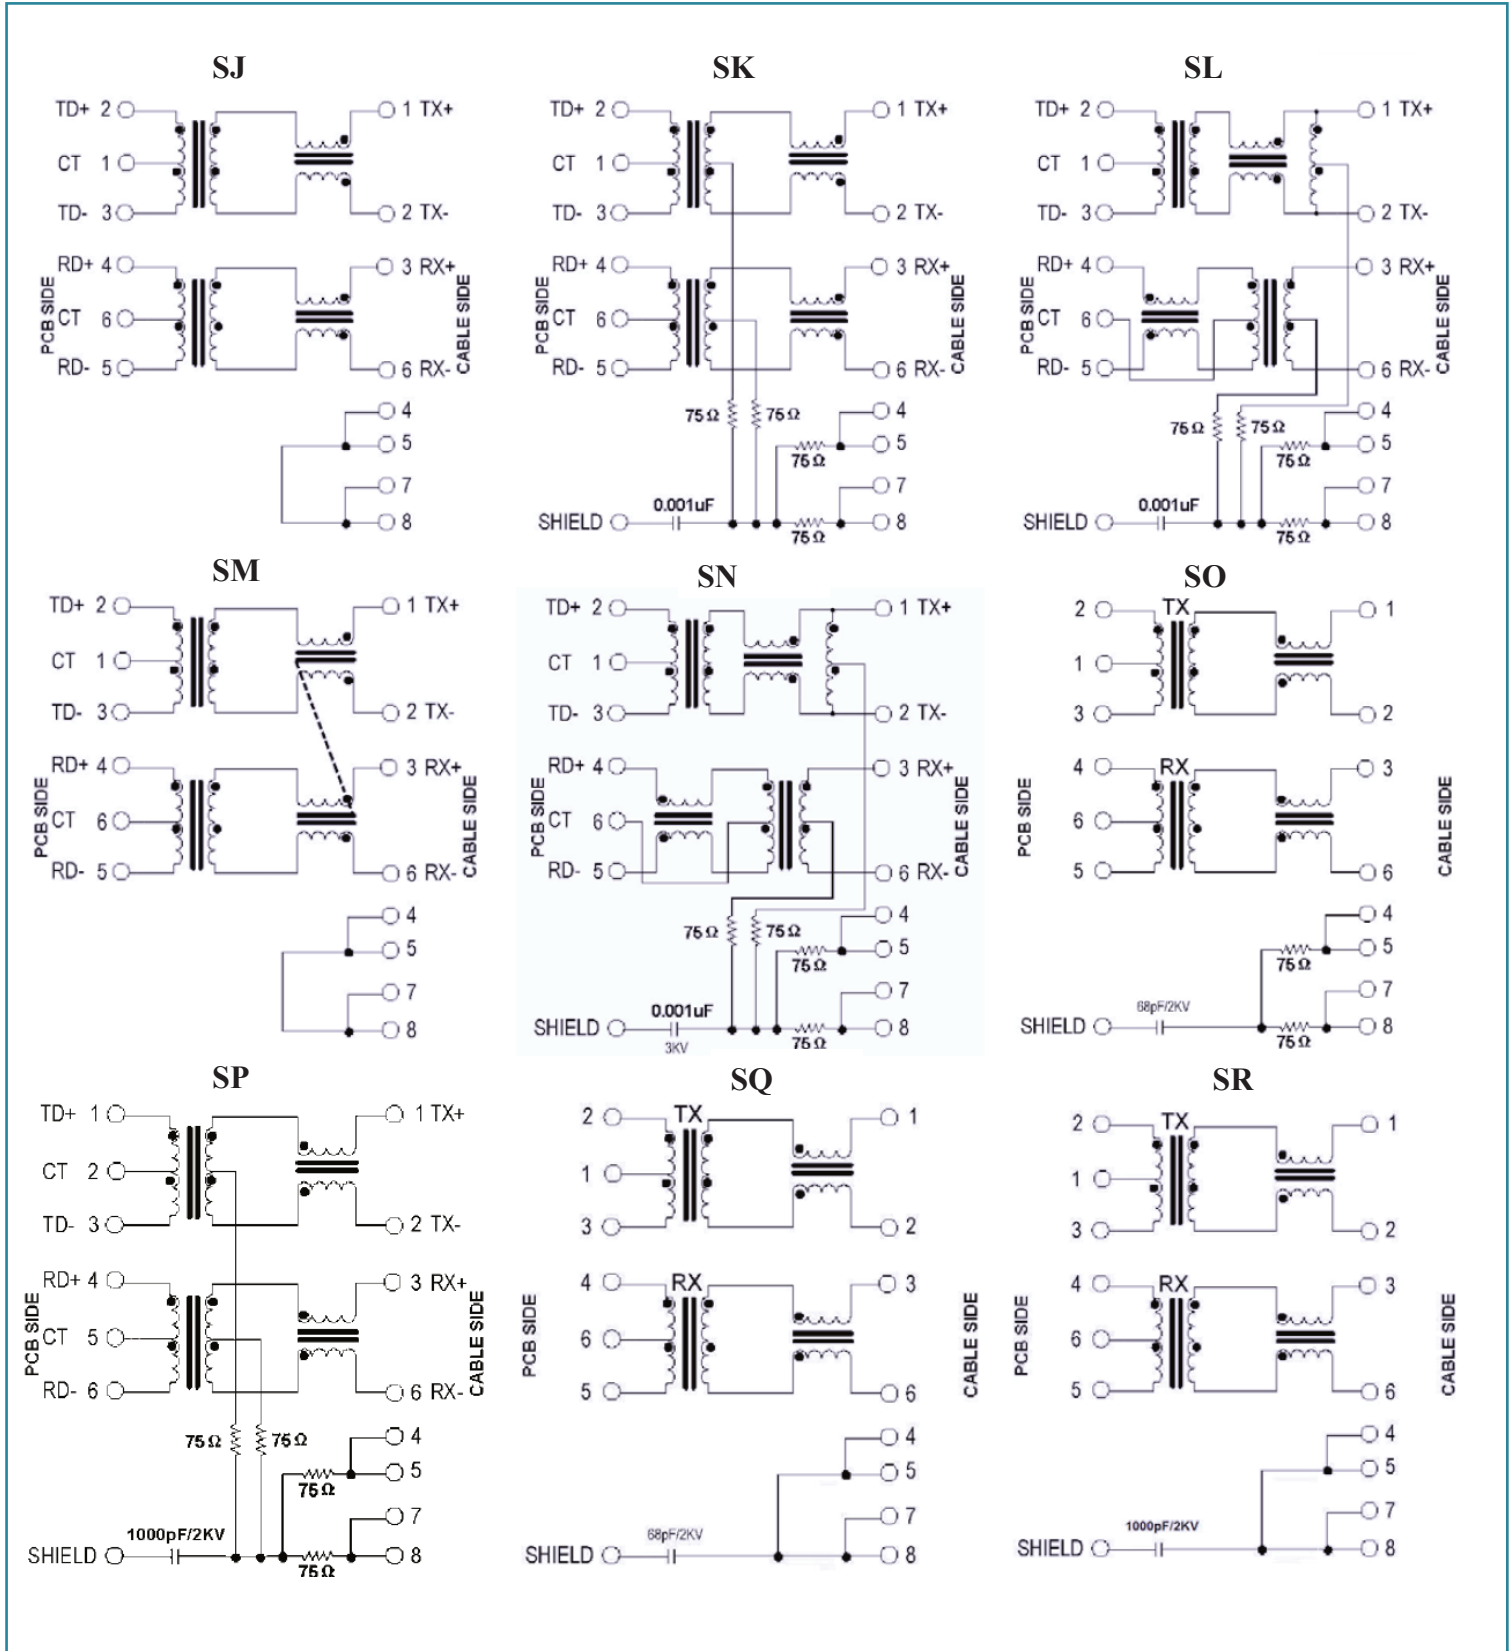 SJ
TD+ 2 1 TX+
CT 1
TD- 3 2 TX-
RD+ 4 3 RX+
CT 6
RD- 5 6 RX-
PCB SIDE
CABLE SIDE
4
5
7
8
SK
TD+ 2 1 TX+
CT 1
TD- 3 2 TX-
RD+ 4 3 RX+
CT 6
RD- 5 6 RX-
PCB SIDE
CABLE SIDE
75Ω 75Ω 4
5
75Ω
7
0.001uF
SHIELD 8
75Ω
SL
TD+ 2 1 TX+
CT 1
TD- 3 2 TX-
RD+ 4 3 RX+
CT 6
RD- 5 6 RX-
PCB SIDE
CABLE SIDE
75Ω 75Ω 4
5
75Ω
7
0.001uF
SHIELD 8
75Ω
SM
TD+ 2 1 TX+
CT 1
TD- 3 2 TX-
RD+ 4 3 RX+
CT 6
RD- 5 6 RX-
PCB SIDE
CABLE SIDE
4
5
7
8
SN
TD+ 2 1 TX+
CT 1
TD- 3 2 TX-
RD+ 4 3 RX+
CT 6
RD- 5 6 RX-
PCB SIDE
CABLE SIDE
75Ω 75Ω 4
5
75Ω
7
0.001uF
SHIELD 8
3KV 75Ω
SO
2 TX 1
1
3 2
4 RX 3
6
5 6
PCB SIDE
CABLE SIDE
4
5
75Ω
7
68pF/2KV
SHIELD 8
75Ω
SP
TD+ 1 1 TX+
CT 2
TD- 3 2 TX-
RD+ 4 3 RX+
CT 5
RD- 6 6 RX-
PCB SIDE
CABLE SIDE
75Ω 75Ω 4
5
75Ω
7
1000pF/2KV
SHIELD 8
75Ω
SQ
2 TX 1
1
3 2
4 RX 3
6
5 6
PCB SIDE
CABLE SIDE
4
5
7
68pF/2KV
SHIELD 8
SR
2 TX 1
1
3 2
4 RX 3
6
5 6
PCB SIDE
CABLE SIDE
4
5
7
1000pF/2KV
SHIELD 8